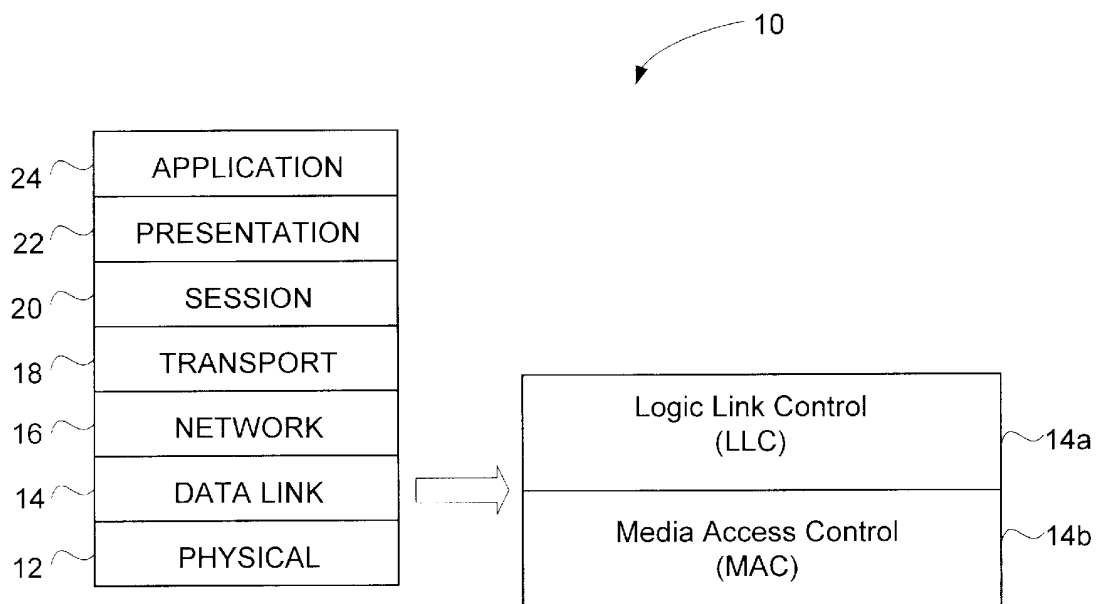 10
24 APPLICATION
22 PRESENTATION
20 SESSION
18 TRANSPORT
16 NETWORK
14 DATA LINK
12 PHYSICAL
Logic Link Control
(LLC)
14a
Media Access Control
(MAC)
14b